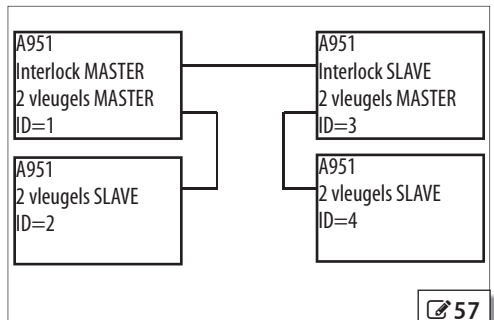 A951
Interlock MASTER
2 vleugels MASTER
ID=1
A951
Interlock SLAVE
2 vleugels MASTER
ID=3
A951
2 vleugels SLAVE
ID=2
A951
2 vleugels SLAVE
ID=4
57